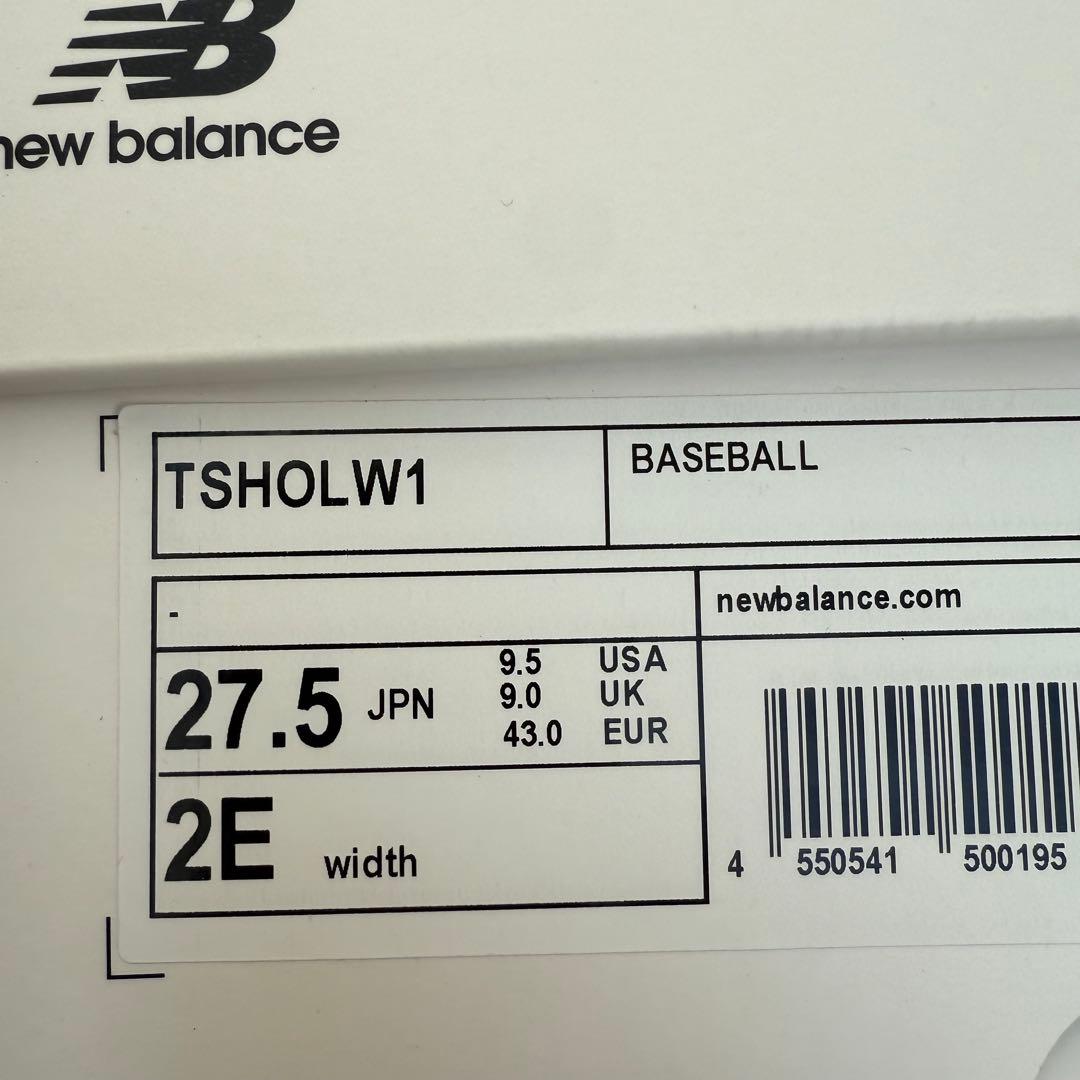 NB
new balance
TSHOLW1
BASEBALL
-
newbalance.com
27.5 JPN
9.5 USA
9.0 UK
43.0 EUR
2E width
4 550541 500195